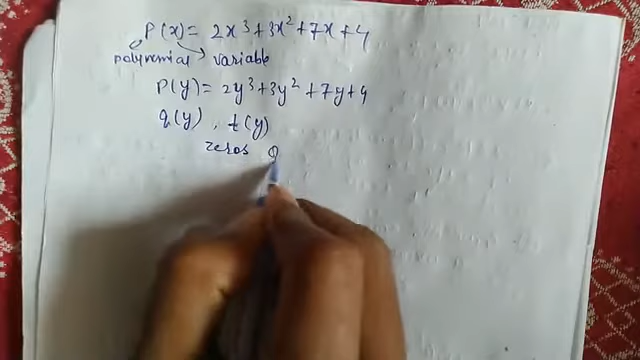 P(x) = 2x³+3x²+7x+4
polynomial variable
P(y) = 2y³+3y²+7y+4
q(y), t(y)
zeros O